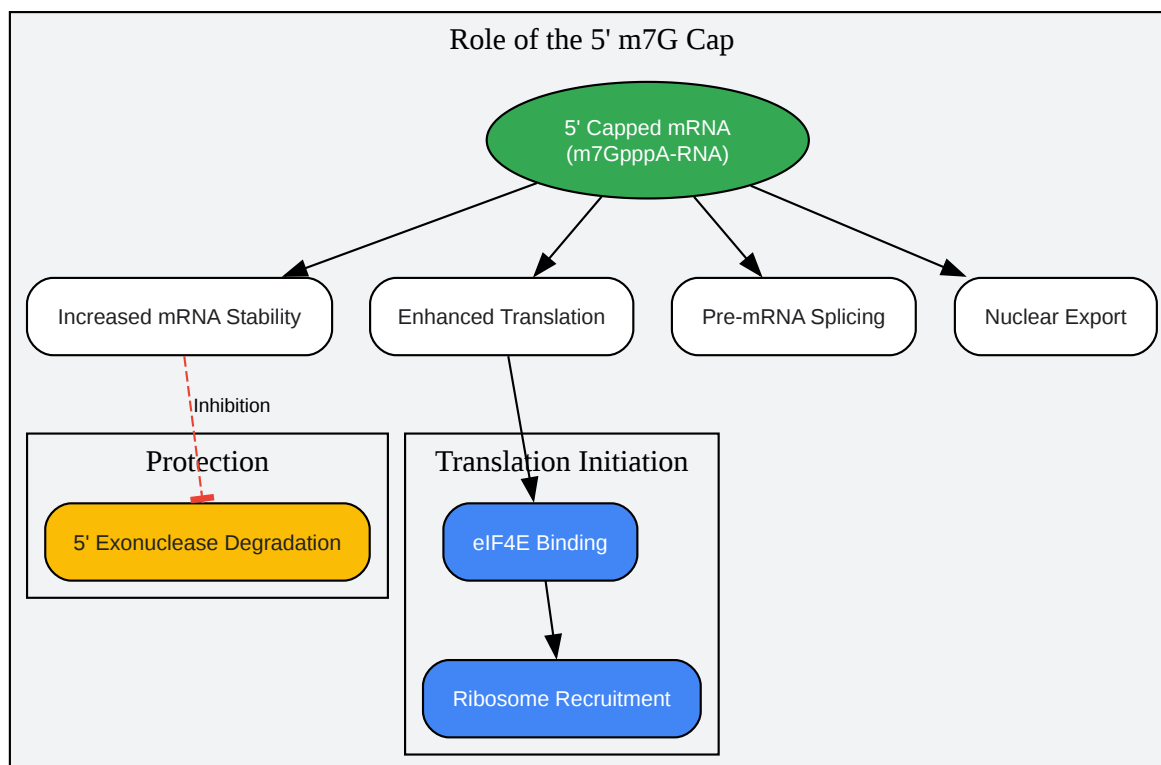 Role of the 5' m7G Cap
5' Capped mRNA
(m7GpppA-RNA)
Increased mRNA Stability
Enhanced Translation
Pre-mRNA Splicing
Nuclear Export
Inhibition
Protection
Translation Initiation
5' Exonuclease Degradation
eIF4E Binding
Ribosome Recruitment